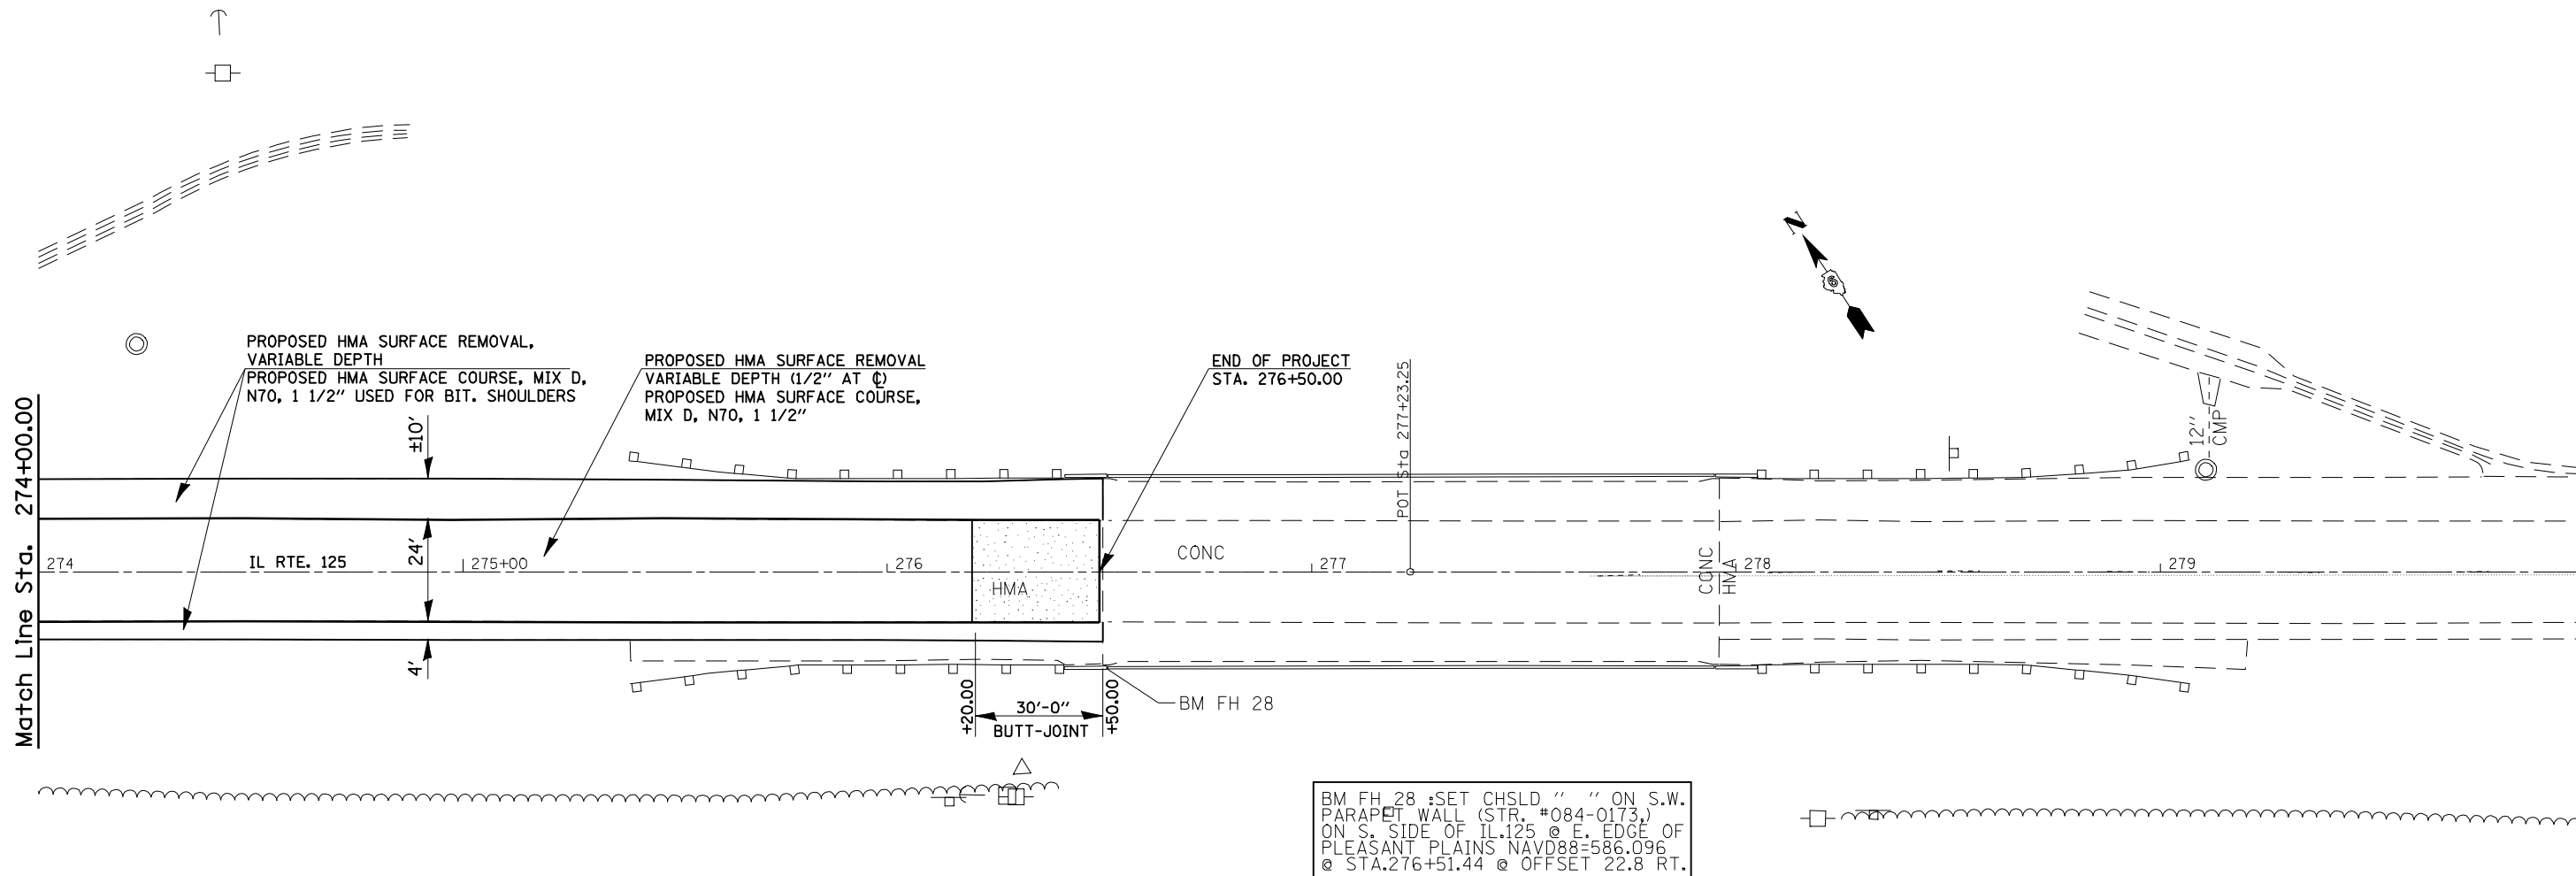 N
PROPOSED HMA SURFACE REMOVAL,
VARIABLE DEPTH
PROPOSED HMA SURFACE COURSE, MIX D,
N70, 1 1/2" USED FOR BIT. SHOULDERS
PROPOSED HMA SURFACE REMOVAL
VARIABLE DEPTH (1/2" AT ℄)
PROPOSED HMA SURFACE COURSE,
MIX D, N70, 1 1/2"
END OF PROJECT
STA. 276+50.00
POT Sta 277+23.25
12"
CMP
Match Line Sta. 274+00.00
±10'
24'
4'
274
IL RTE. 125
275+00
276
HMA
CONC
277
CONC
HMA
278
279
+20.00
30'-0"
BUTT-JOINT
+50.00
BM FH 28
BM FH 28 :SET CHSLD "□" ON S.W.
PARAPET WALL (STR. #084-0173,)
ON S. SIDE OF IL.125 @ E. EDGE OF
PLEASANT PLAINS NAVD88=586.096
@ STA.276+51.44 @ OFFSET 22.8 RT.